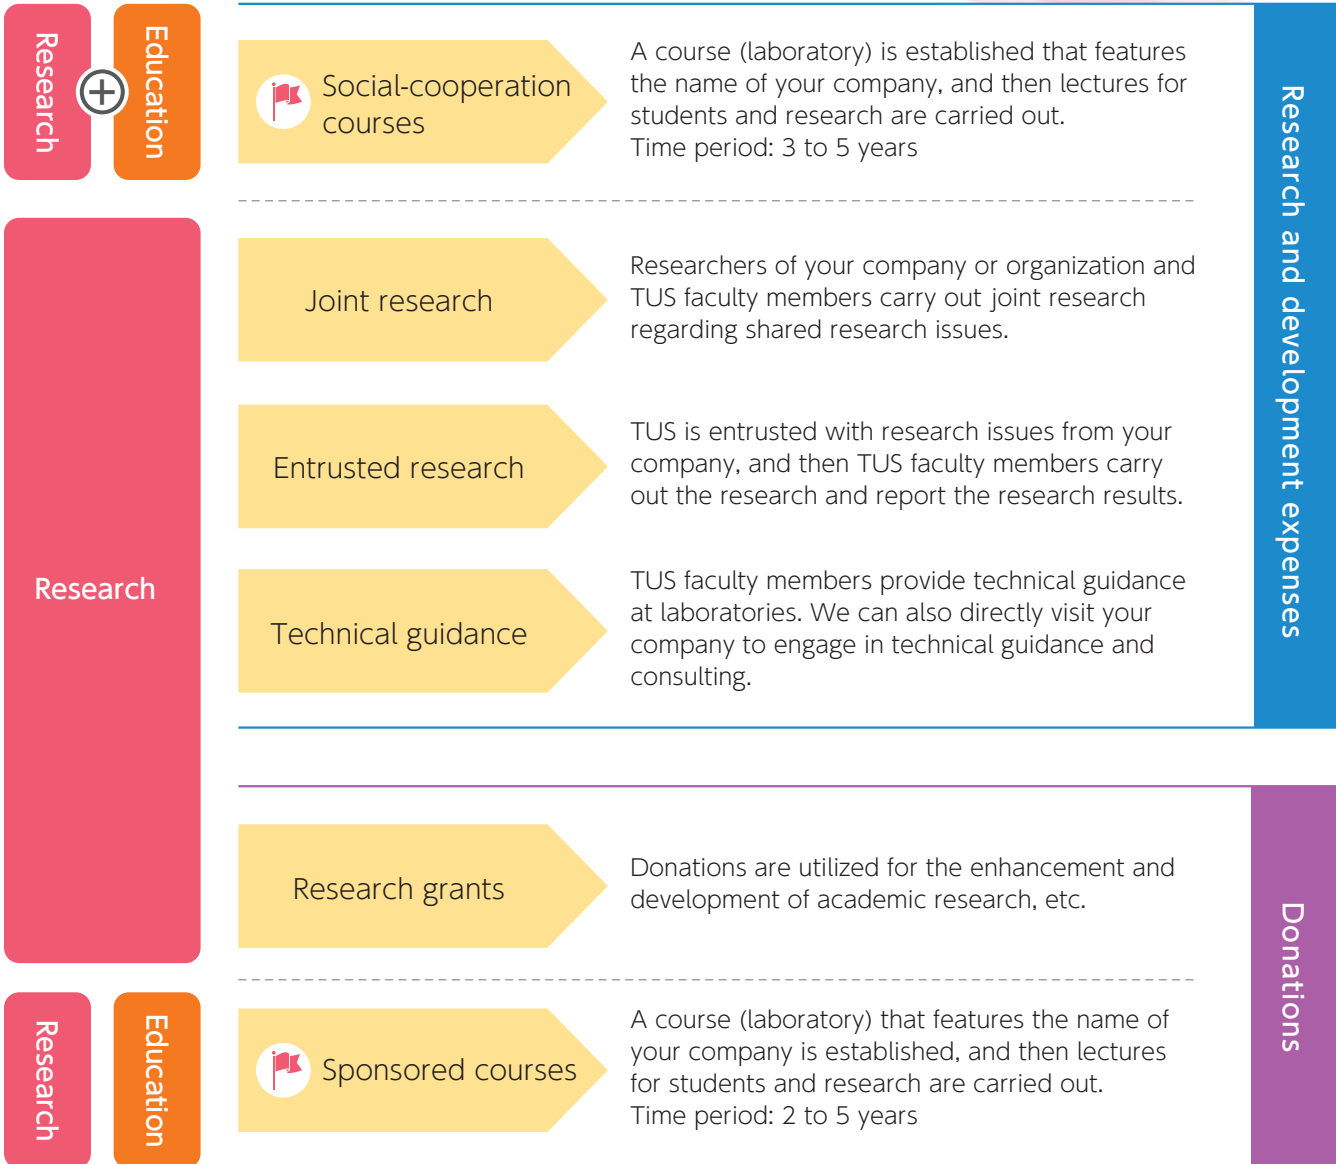 Research
Education
Social-cooperation
courses
A course (laboratory) is established that features
the name of your company, and then lectures for
students and research are carried out.
Time period: 3 to 5 years
Research and development expenses
Research
Joint research
Researchers of your company or organization and
TUS faculty members carry out joint research
regarding shared research issues.
Entrusted research
TUS is entrusted with research issues from your
company, and then TUS faculty members carry
out the research and report the research results.
Technical guidance
TUS faculty members provide technical guidance
at laboratories. We can also directly visit your
company to engage in technical guidance and
consulting.
Research grants
Donations are utilized for the enhancement and
development of academic research, etc.
Donations
Research
Education
Sponsored courses
A course (laboratory) that features the name of
your company is established, and then lectures
for students and research are carried out.
Time period: 2 to 5 years